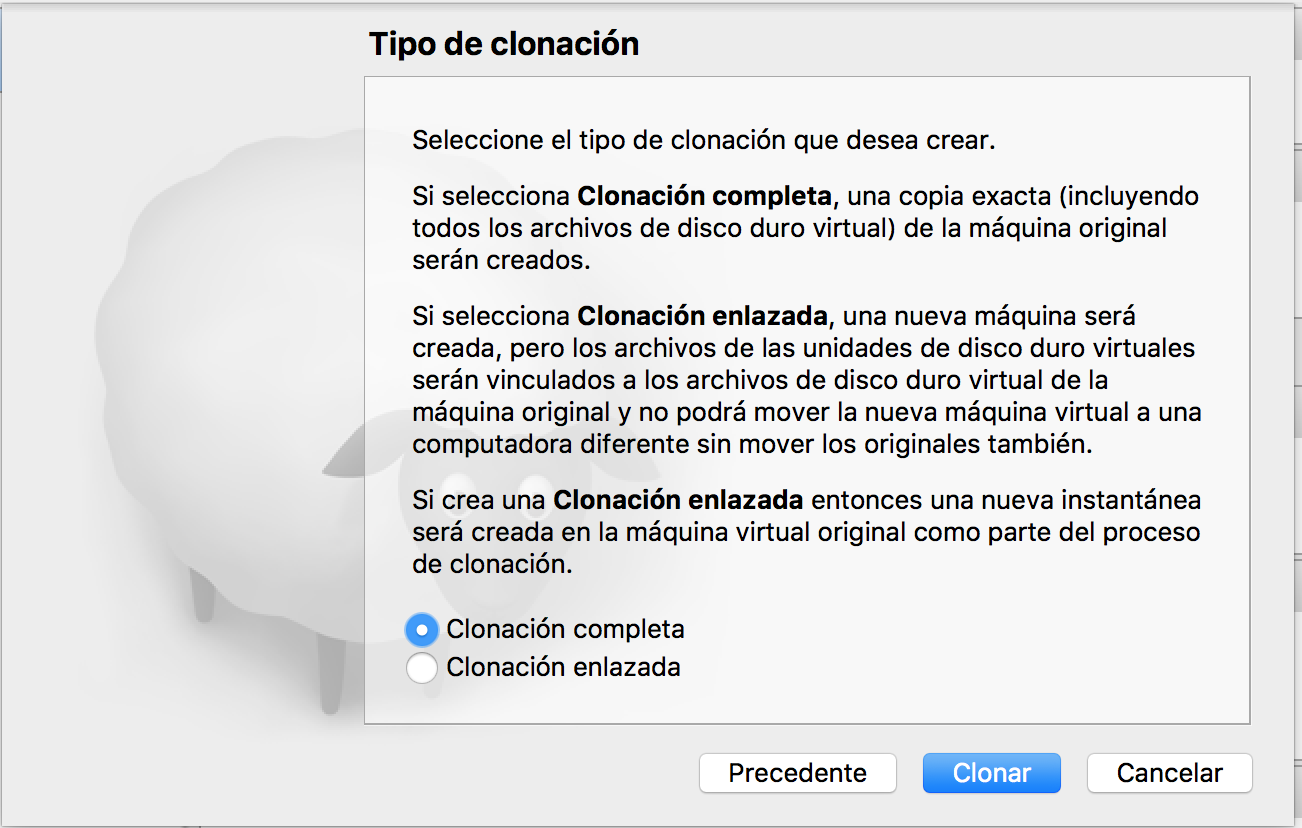 Tipo de clonación
Seleccione el tipo de clonación que desea crear.
Si selecciona Clonación completa, una copia exacta (incluyendo
todos los archivos de disco duro virtual) de la máquina original
serán creados.
Si selecciona Clonación enlazada, una nueva máquina será
creada, pero los archivos de las unidades de disco duro virtuales
serán vinculados a los archivos de disco duro virtual de la
máquina original y no podrá mover la nueva máquina virtual a una
computadora diferente sin mover los originales también.
Si crea una Clonación enlazada entonces una nueva instantánea
será creada en la máquina virtual original como parte del proceso
de clonación.
Clonación completa
Clonación enlazada
Precedente Clonar Cancelar